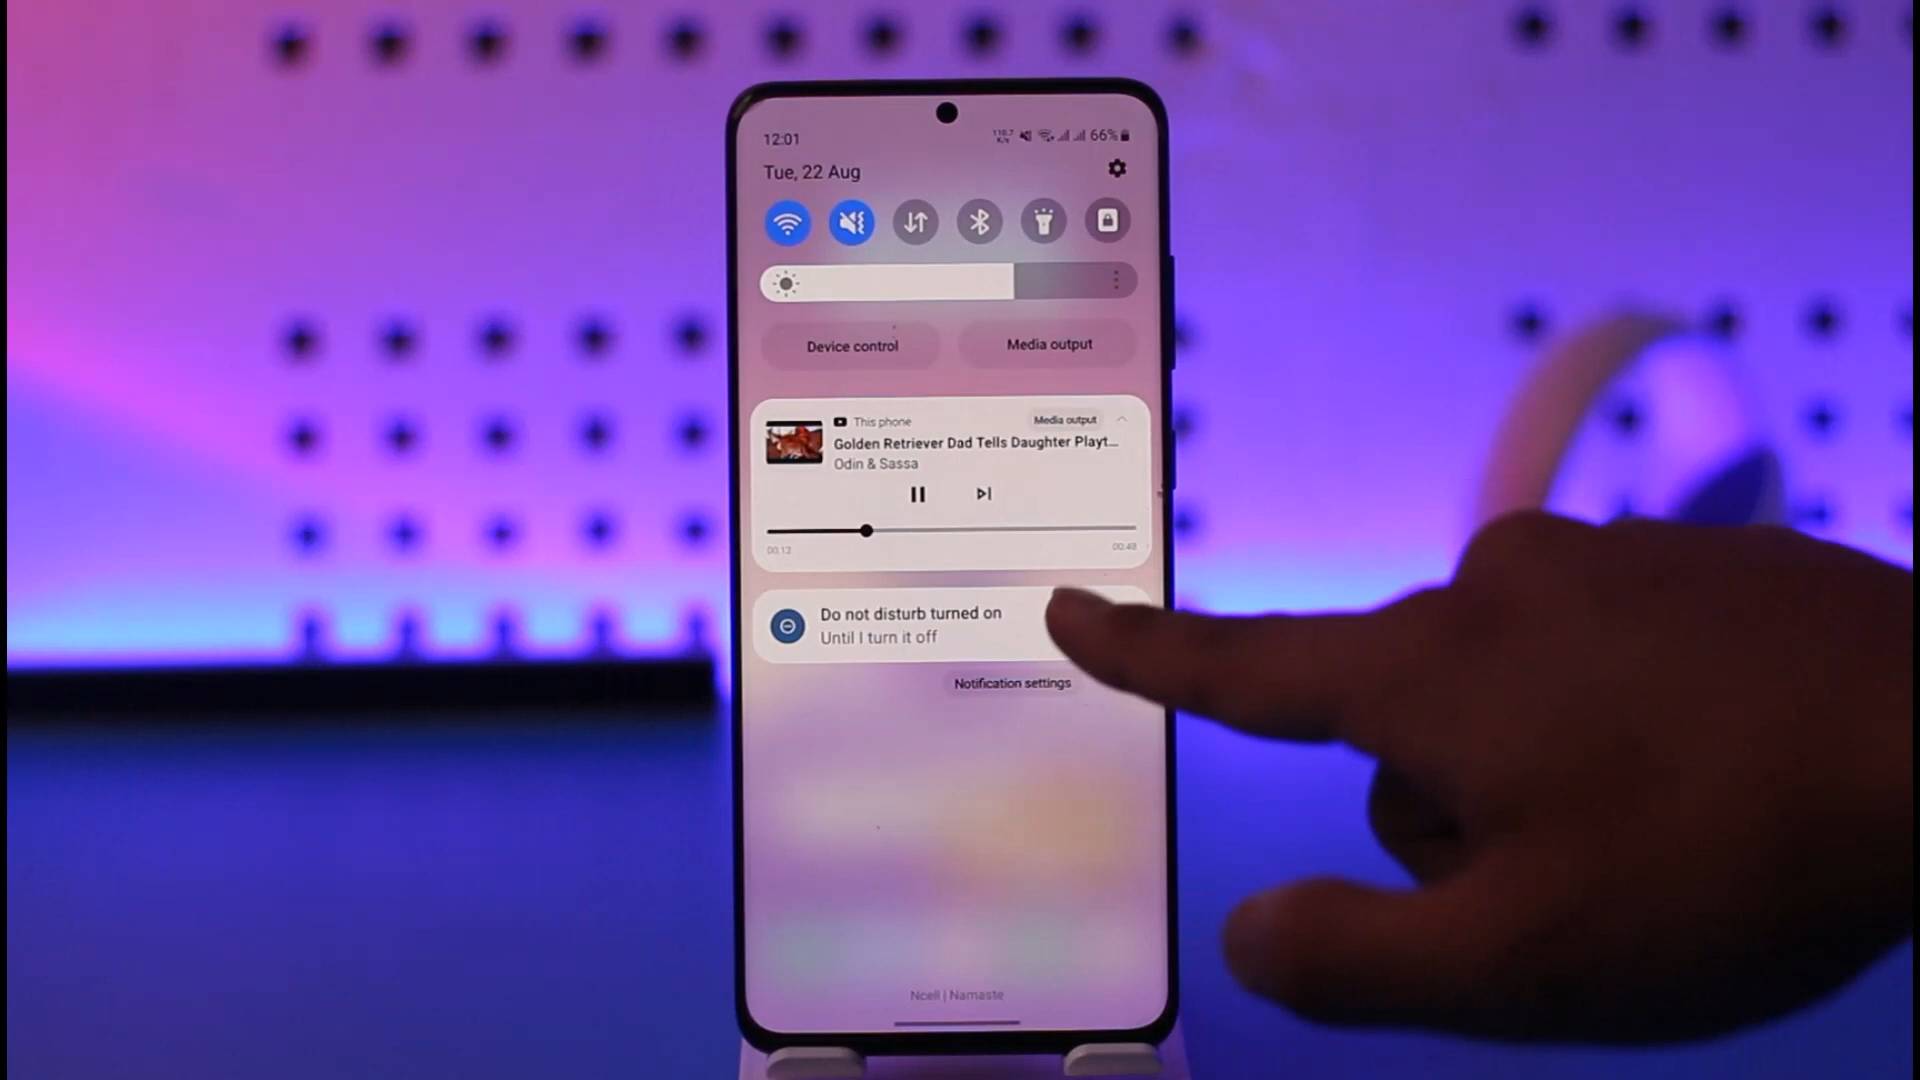 12:01
110.7 K/s 66%
Tue, 22 Aug
Device control
Media output
This phone
Media output
Golden Retriever Dad Tells Daughter Playt...
Odin & Sassa
00:12
00:48
Do not disturb turned on
Until I turn it off
Notification settings
Ncell | Namaste